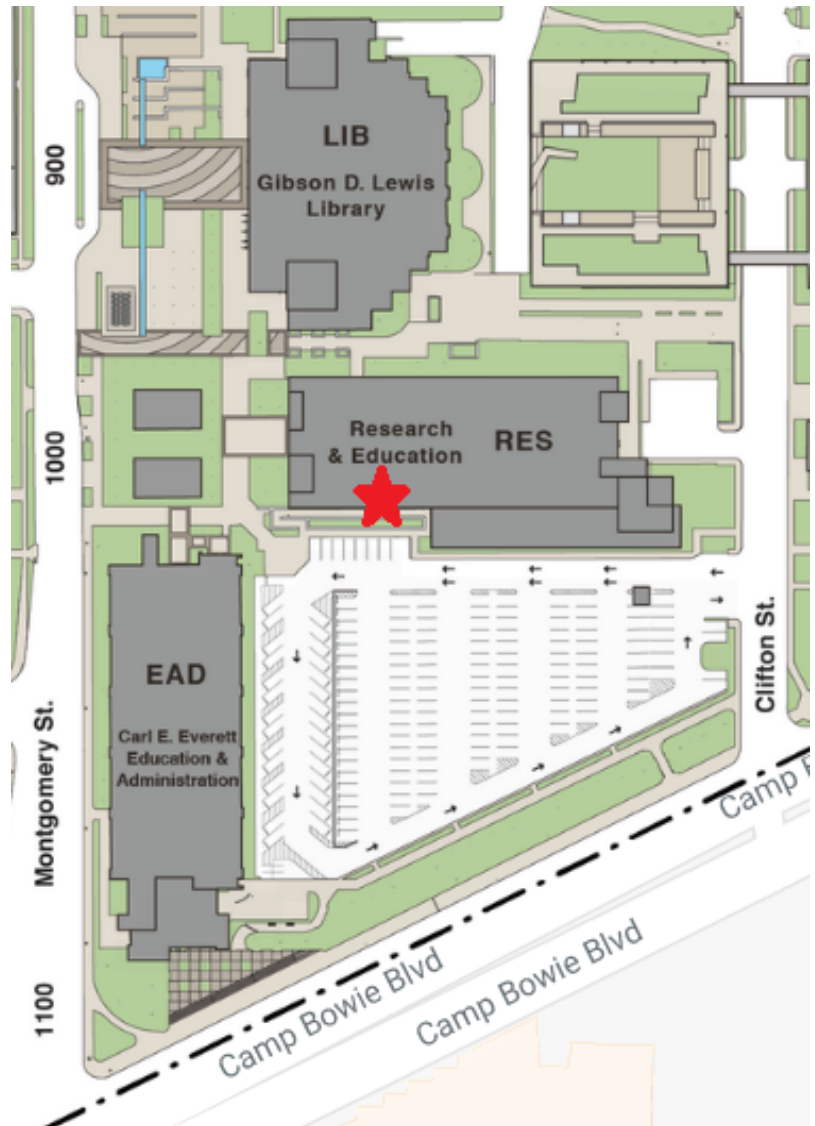 900
LIB
Gibson D. Lewis
Library
1000
Research
& Education
RES
EAD
Carl E. Everett
Education &
Administration
Montgomery St.
Clifton St.
1100
Camp Bowie Blvd
Camp Bowie Blvd
Camp